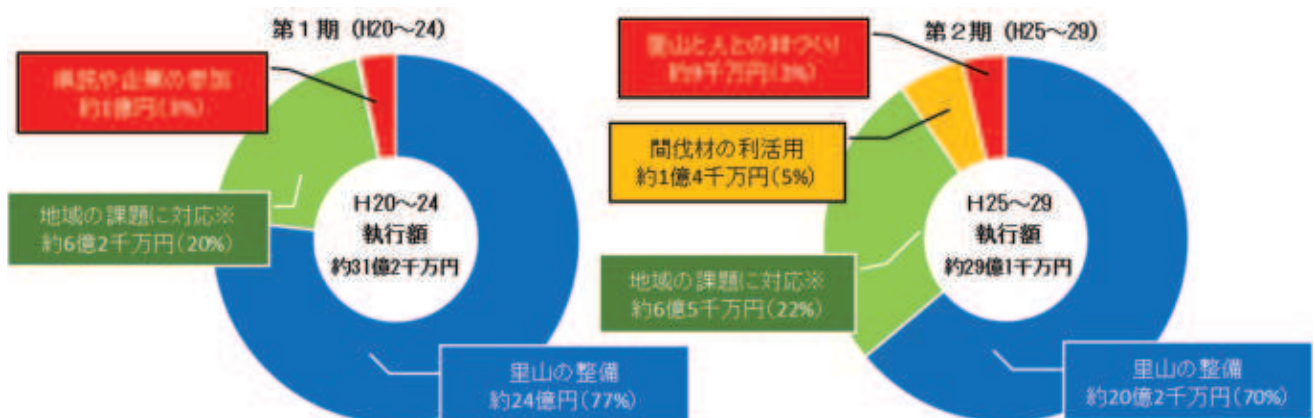 第1期（H20～24）
県民や企業の参加
約1億円(3%)
地域の課題に対応※
約6億2千万円(20%)
H20～24
執行額
約31億2千万円
里山の整備
約24億円(77%)
第2期（H25～29）
里山と人との絆づくり
約9千万円(3%)
間伐材の利活用
約1億4千万円(5%)
地域の課題に対応※
約6億5千万円(22%)
H25～29
執行額
約29億1千万円
里山の整備
約20億2千万円(70%)